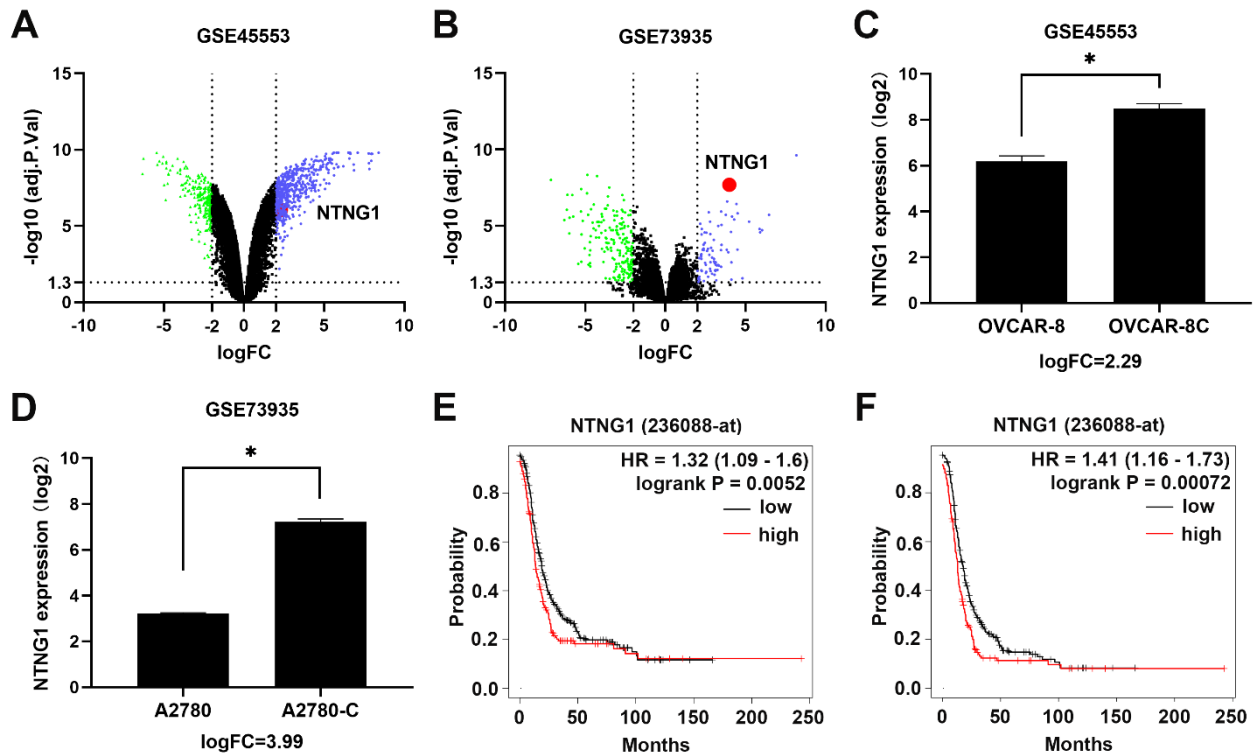 A
GSE45553
-log10 (adj.P.Val)
15
10
5
1.3
0
NTNG1
-10
-5
-2
0
2
5
10
logFC
B
GSE73935
-log10 (adj.P.Val)
15
10
5
1.3
0
NTNG1
-10
-5
-2
0
2
5
10
logFC
C
GSE45553
NTNG1 expression (log2)
10
8
6
4
2
0
*
OVCAR-8
OVCAR-8C
logFC=2.29
D
GSE73935
NTNG1 expression (log2)
10
8
6
4
2
0
*
A2780
A2780-C
logFC=3.99
E
NTNG1 (236088-at)
HR = 1.32 (1.09 - 1.6)
logrank P = 0.0052
low
high
Probability
0.8
0.6
0.4
0.2
0.0
0
50
100
150
200
250
Months
F
NTNG1 (236088-at)
HR = 1.41 (1.16 - 1.73)
logrank P = 0.00072
low
high
Probability
0.8
0.6
0.4
0.2
0.0
0
50
100
150
200
250
Months